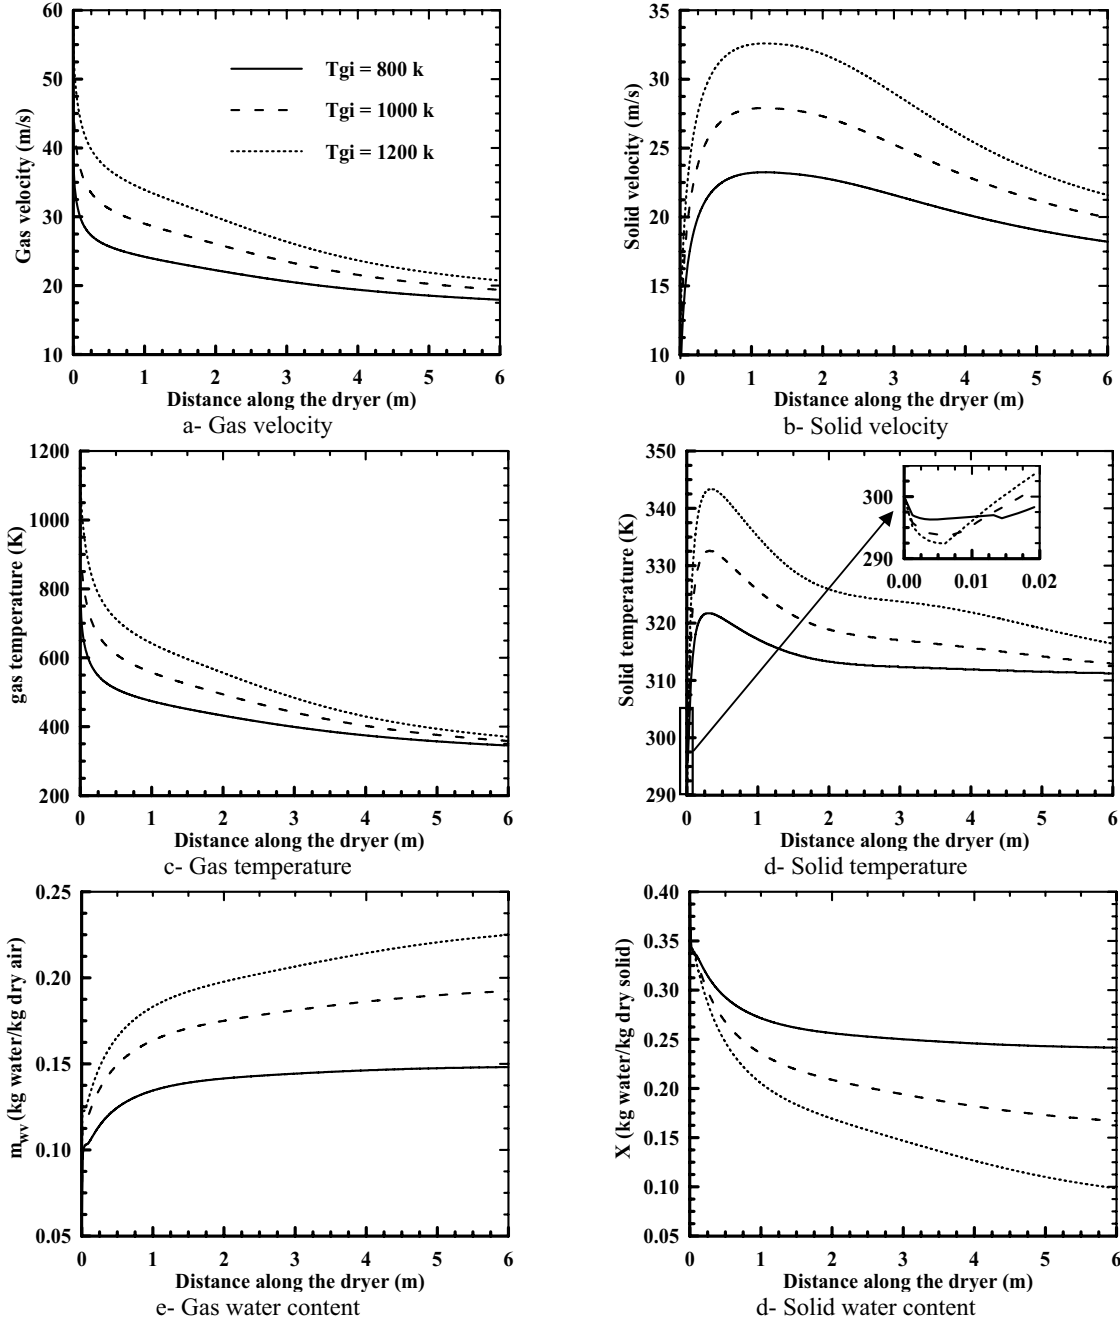 60
50
40
30
20
10
Gas velocity (m/s)
Tgi = 800 k
Tgi = 1000 k
Tgi = 1200 k
0 1 2 3 4 5 6
Distance along the dryer (m)
a- Gas velocity
35
30
25
20
15
10
Solid velocity (m/s)
0 1 2 3 4 5 6
Distance along the dryer (m)
b- Solid velocity
1200
1000
800
600
400
200
gas temperature (K)
0 1 2 3 4 5 6
Distance along the dryer (m)
c- Gas temperature
350
340
330
320
310
300
290
Solid temperature (K)
300
290
0.00 0.01 0.02
0 1 2 3 4 5 6
Distance along the dryer (m)
d- Solid temperature
0.25
0.20
0.15
0.10
0.05
m_wv (kg water/kg dry air)
0 1 2 3 4 5 6
Distance along the dryer (m)
e- Gas water content
0.40
0.35
0.30
0.25
0.20
0.15
0.10
0.05
X (kg water/kg dry solid)
0 1 2 3 4 5 6
Distance along the dryer (m)
d- Solid water content